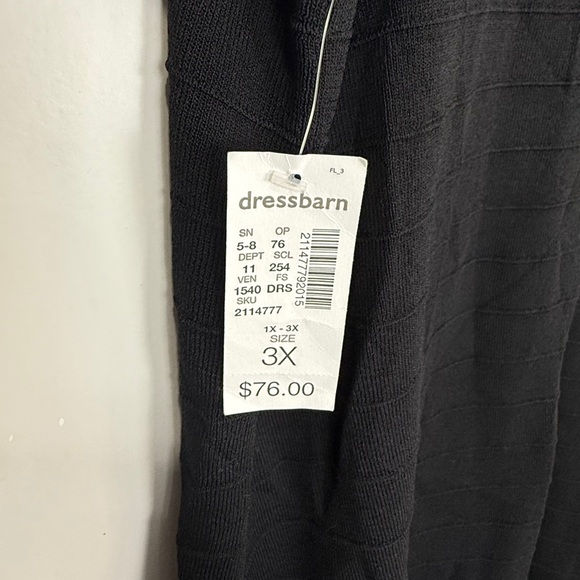 FL_3
dressbarn
SN OP
5-8 76
DEPT SCL
11 254
VEN FS
1540 DRS
SKU
2114777
211477792015
1X - 3X
SIZE
3X
$76.00